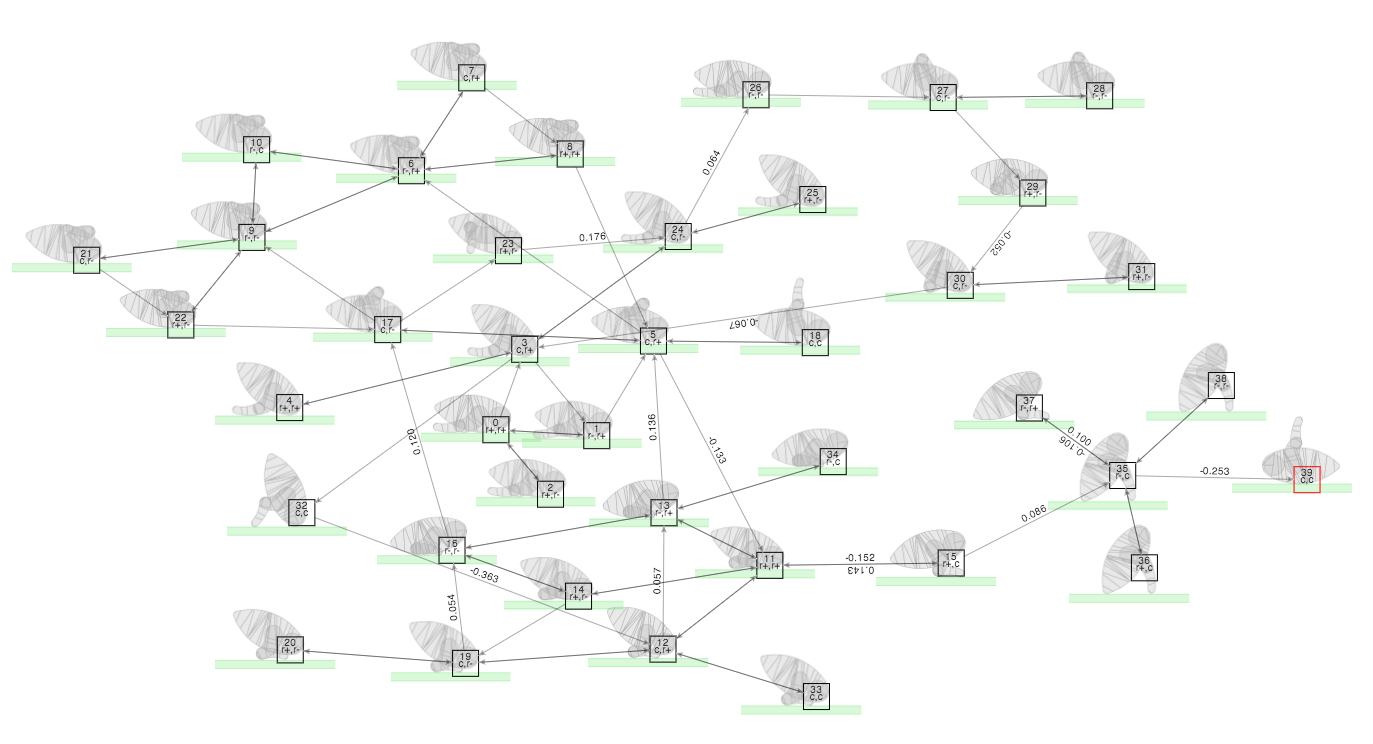 7
c,r+
26
r-,r-
27
c,r-
28
r-,r-
10
r-,c
6
r-,r+
8
r+,r+
0.064
25
r+,r-
29
r+,r-
9
r-,r-
21
c,r-
23
r+,r-
0.176
24
c,r-
-0.052
30
c,r-
31
r+,r-
22
r+,r-
17
c,r-
3
c,r+
5
c,r+
-0.067
18
c,c
4
r+,r+
0
r+,r+
1
r-,r+
0.120
0.136
-0.133
38
r-,r-
37
r-,r+
0.100
-0.106
34
r-,c
35
r-,c
-0.253
39
c,c
2
r+,r-
32
c,c
13
r-,r+
0.086
16
r-,r-
11
r+,r+
-0.152
0.143
15
r+,c
36
r+,c
-0.363
14
r+,r-
0.057
0.054
20
r+,r-
19
c,r-
12
c,r+
33
c,c